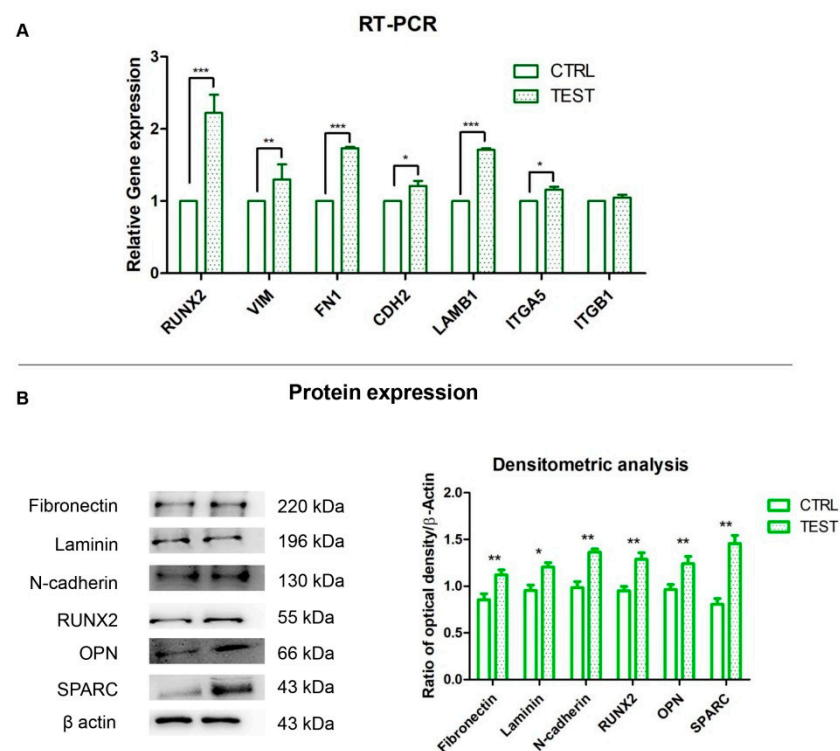 A
RT-PCR
Relative Gene expression
3
2
1
0
***
**
***
*
***
*
CTRL
TEST
RUNX2
VIM
FN1
CDH2
LAMB1
ITGA5
ITGB1
B
Protein expression
Fibronectin 220 kDa
Laminin 196 kDa
N-cadherin 130 kDa
RUNX2 55 kDa
OPN 66 kDa
SPARC 43 kDa
β actin 43 kDa
Densitometric analysis
Ratio of optical density/β-Actin
2.0
1.5
1.0
0.5
0.0
**
*
**
**
**
**
CTRL
TEST
Fibronectin
Laminin
N-cadherin
RUNX2
OPN
SPARC